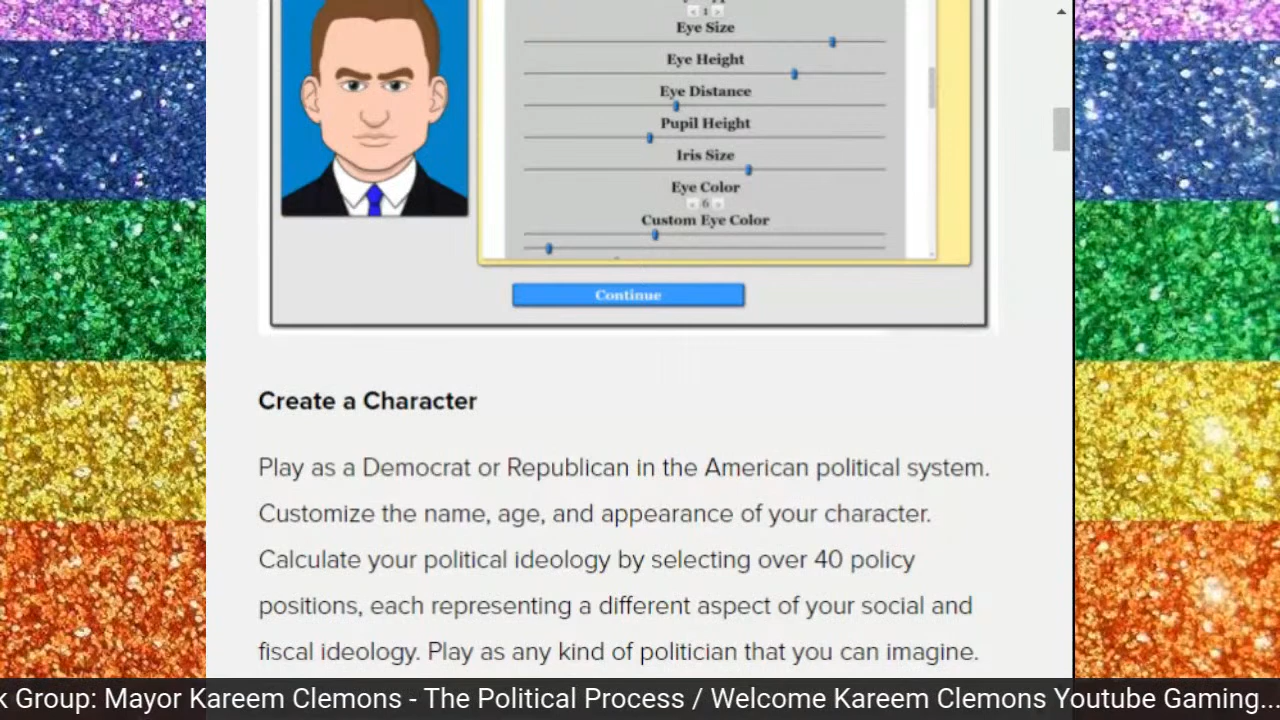 < 1 >
Eye Size
Eye Height
Eye Distance
Pupil Height
Iris Size
Eye Color
< 6 >
Custom Eye Color
Continue
Create a Character
Play as a Democrat or Republican in the American political system.
Customize the name, age, and appearance of your character.
Calculate your political ideology by selecting over 40 policy
positions, each representing a different aspect of your social and
fiscal ideology. Play as any kind of politician that you can imagine.
k Group: Mayor Kareem Clemons - The Political Process / Welcome Kareem Clemons Youtube Gaming...